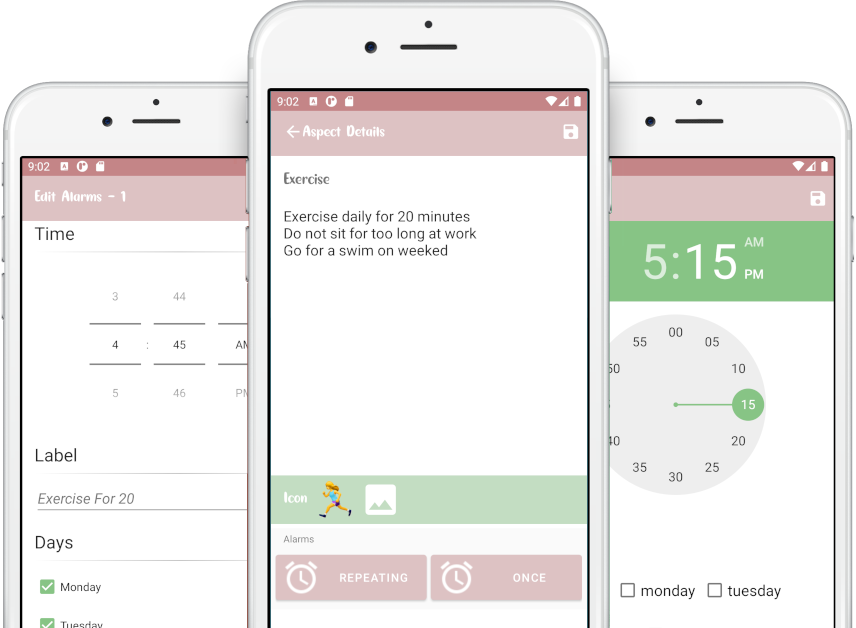 9:02
Edit Alarms - 1
Time
3 44
4 : 45 AM
5 46 PM
Label
Exercise For 20
Days
Monday
Tuesday
9:02
Aspect Details
Exercise
Exercise daily for 20 minutes
Do not sit for too long at work
Go for a swim on weeked
Icon
Alarms
REPEATING ONCE
5:15 AM
PM
00
55 05
50 10
15
40 20
35 25
30
monday tuesday